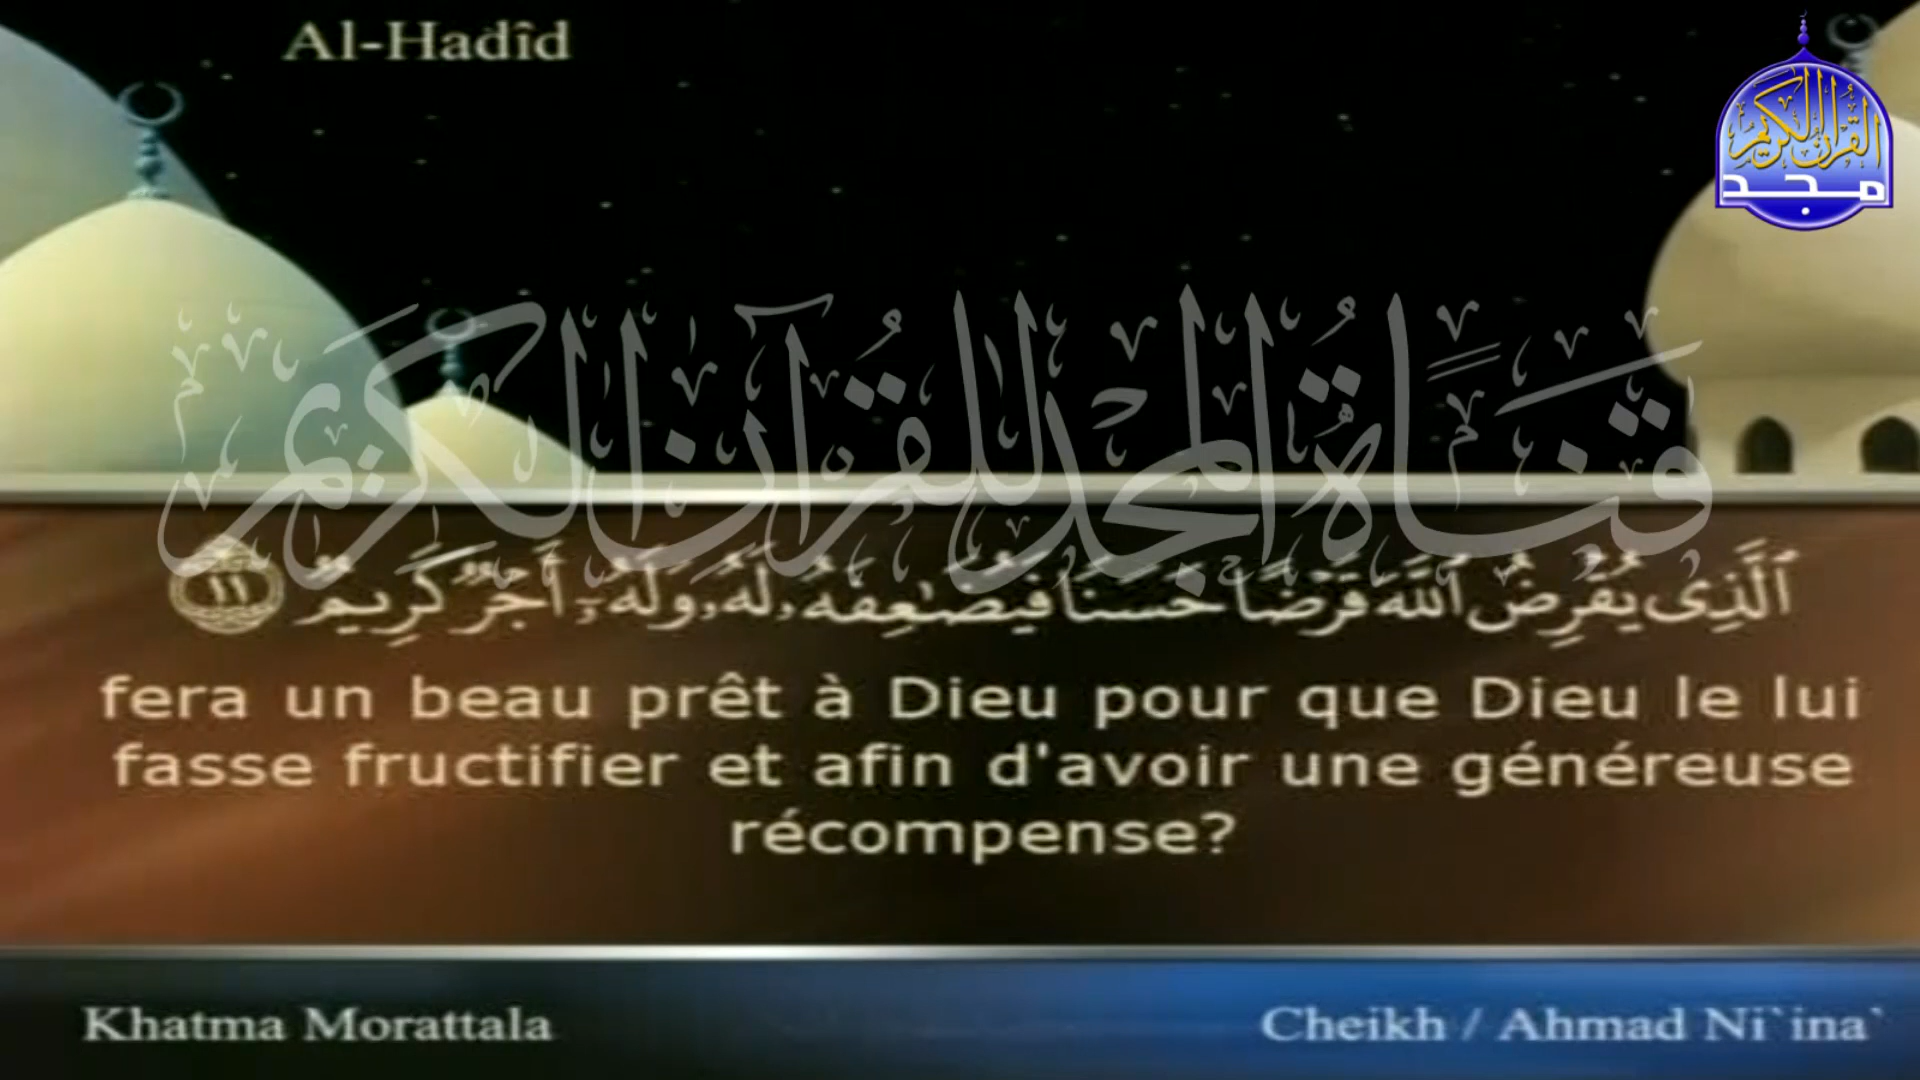 Al-Hadîd
القرآن الكريم
مجد
قناة المجد للقرآن الكريم
ٱلَّذِى يُقْرِضُ ٱللَّهَ قَرْضًا حَسَنًا فَيُضَٰعِفَهُۥ لَهُۥ وَلَهُۥٓ أَجْرٌ كَرِيمٌ ١١
fera un beau prêt à Dieu pour que Dieu le lui
fasse fructifier et afin d'avoir une généreuse
récompense?
Khatma Morattala
Cheikh / Ahmad Ni`ina`